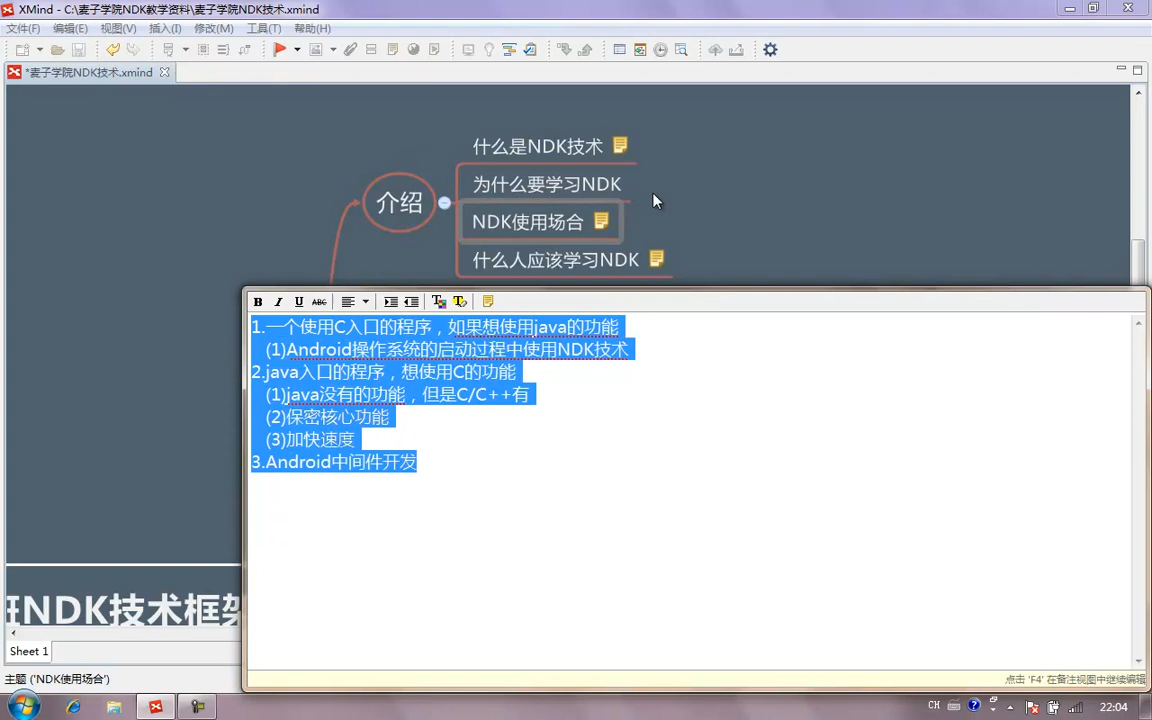 XMind - C:\麦子学院NDK教学资料\麦子学院NDK技术.xmind
文件(F) 编辑(E) 视图(V) 插入(I) 修改(M) 工具(T) 帮助(H)
*麦子学院NDK技术.xmind
什么是NDK技术
为什么要学习NDK
介绍
NDK使用场合
什么人应该学习NDK
B I U ABC
1.一个使用C入口的程序，如果想使用java的功能
(1)Android操作系统的启动过程中使用NDK技术
2.java入口的程序，想使用C的功能
(1)java没有的功能，但是C/C++有
(2)保密核心功能
(3)加快速度
3.Android中间件开发
NDK技术框架
Sheet 1
主题 ('NDK使用场合')
点击 'F4' 在备注视图中继续编辑
CH
22:04